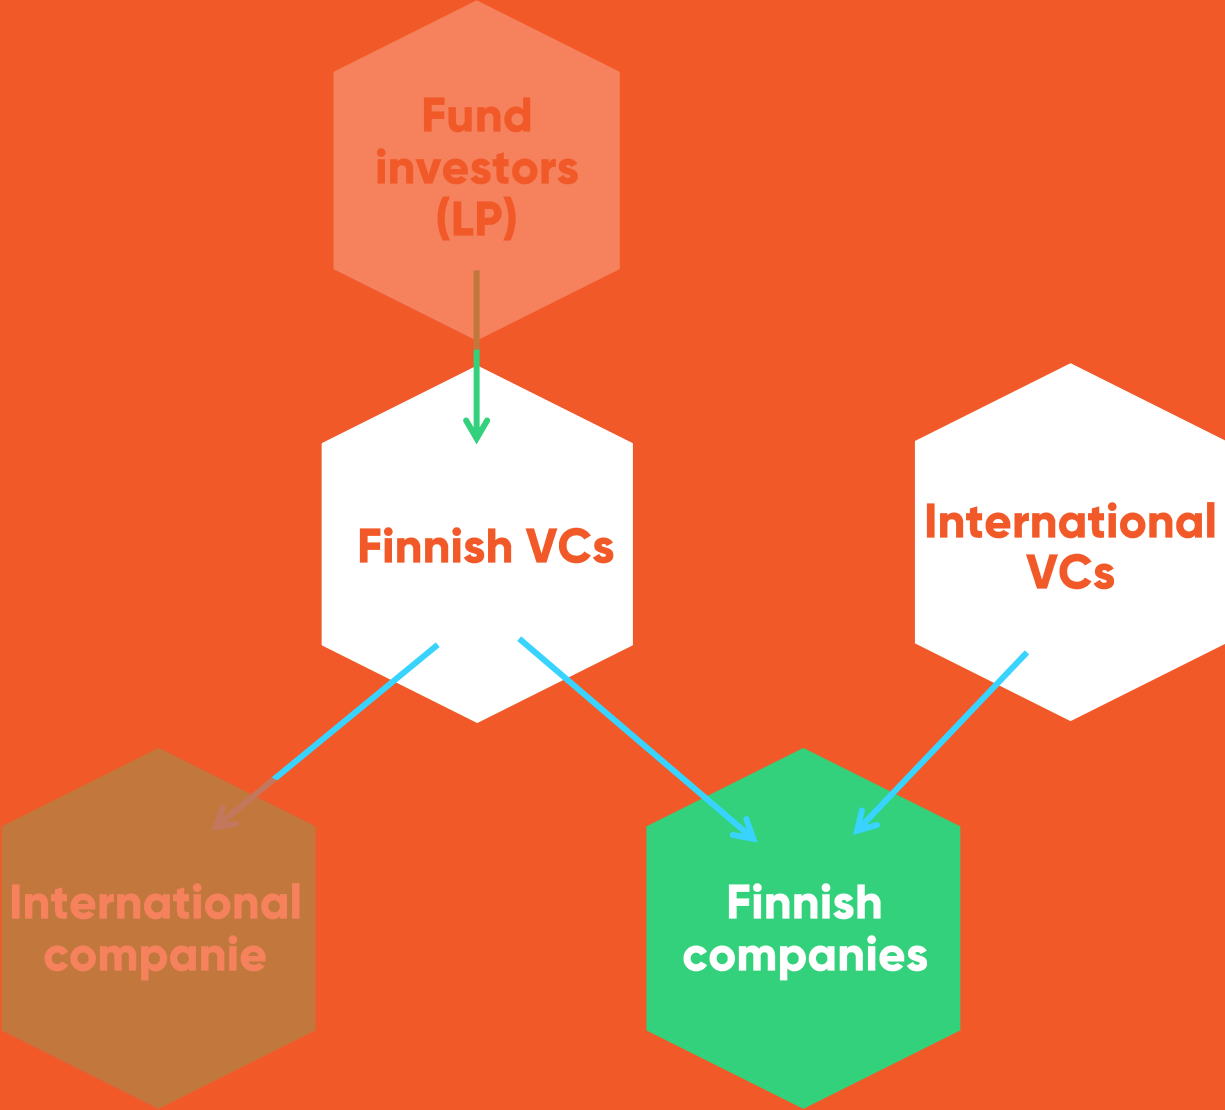 Fund
investors
(LP)
Finnish VCs
International
VCs
International
companie
Finnish
companies